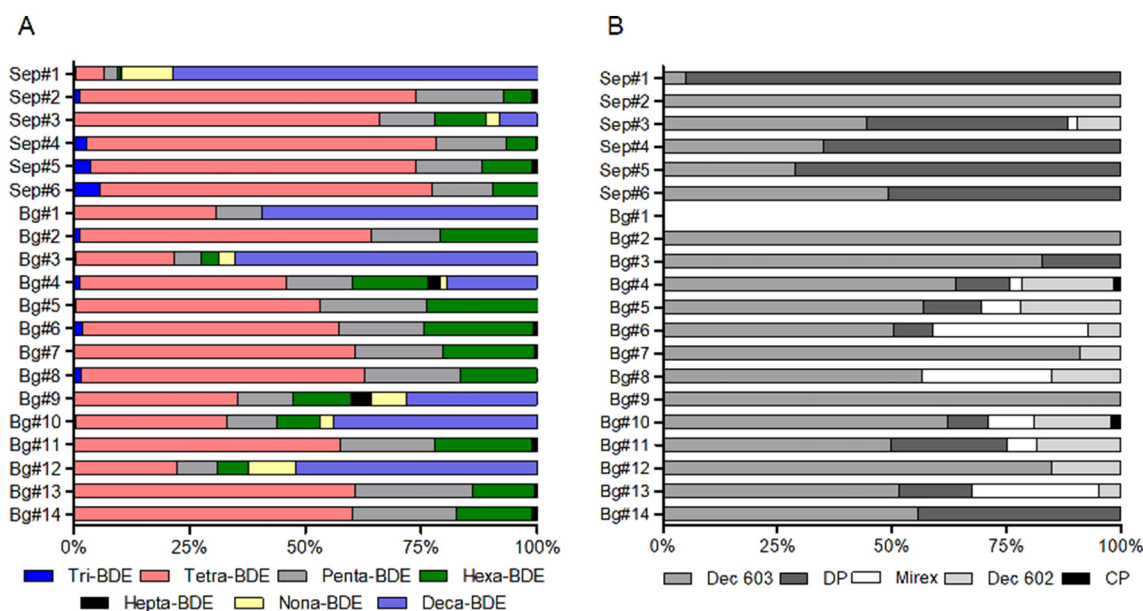 A
Sep#1
Sep#2
Sep#3
Sep#4
Sep#5
Sep#6
Bg#1
Bg#2
Bg#3
Bg#4
Bg#5
Bg#6
Bg#7
Bg#8
Bg#9
Bg#10
Bg#11
Bg#12
Bg#13
Bg#14
0% 25% 50% 75% 100%
Tri-BDE Tetra-BDE Penta-BDE Hexa-BDE
Hepta-BDE Nona-BDE Deca-BDE
B
Sep#1
Sep#2
Sep#3
Sep#4
Sep#5
Sep#6
Bg#1
Bg#2
Bg#3
Bg#4
Bg#5
Bg#6
Bg#7
Bg#8
Bg#9
Bg#10
Bg#11
Bg#12
Bg#13
Bg#14
0% 25% 50% 75% 100%
Dec 603 DP Mirex Dec 602 CP